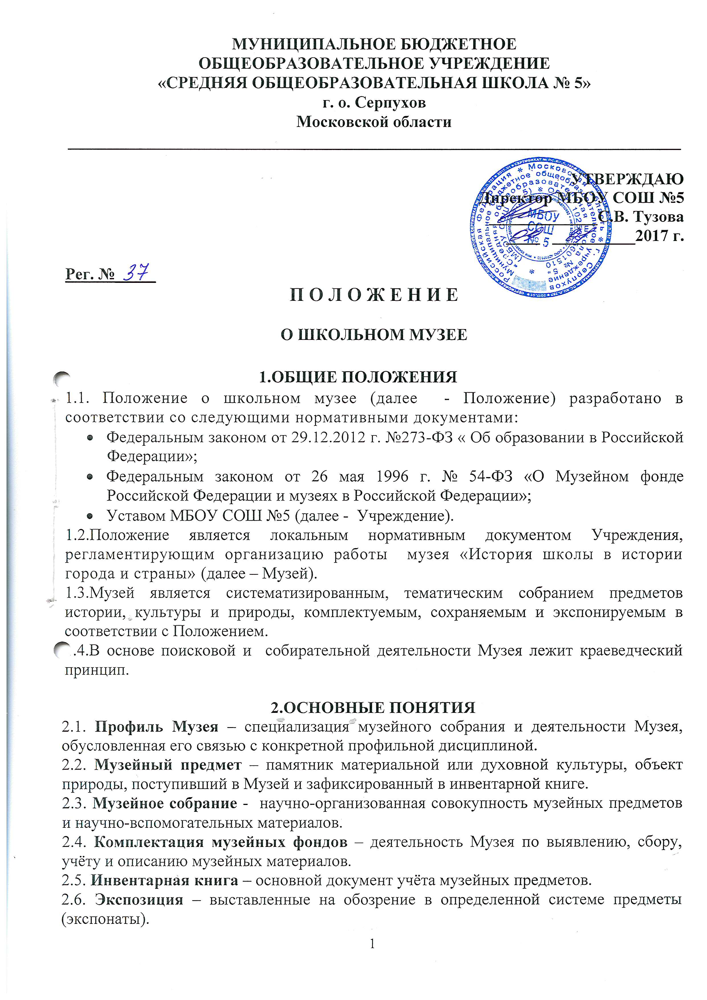 МУНИЦИПАЛЬНОЕ БЮДЖЕТНОЕ
ОБЩЕОБРАЗОВАТЕЛЬНОЕ УЧРЕЖДЕНИЕ
«СРЕДНЯЯ ОБЩЕОБРАЗОВАТЕЛЬНАЯ ШКОЛА № 5»
г. о. Серпухов
Московской области
УТВЕРЖДАЮ
Директор МБОУ СОШ №5
С.В. Тузова
2017 г.
МБОУ
СОШ
№ 5
Рег. № 37
П О Л О Ж Е Н И Е
О ШКОЛЬНОМ МУЗЕЕ
1.ОБЩИЕ ПОЛОЖЕНИЯ
1.1. Положение о школьном музее (далее - Положение) разработано в
соответствии со следующими нормативными документами:
• Федеральным законом от 29.12.2012 г. №273-ФЗ « Об образовании в Российской
Федерации»;
• Федеральным законом от 26 мая 1996 г. № 54-ФЗ «О Музейном фонде
Российской Федерации и музеях в Российской Федерации»;
• Уставом МБОУ СОШ №5 (далее - Учреждение).
1.2.Положение является локальным нормативным документом Учреждения,
регламентирующим организацию работы музея «История школы в истории
города и страны» (далее – Музей).
1.3.Музей является систематизированным, тематическим собранием предметов
истории, культуры и природы, комплектуемым, сохраняемым и экспонируемым в
соответствии с Положением.
.4.В основе поисковой и собирательной деятельности Музея лежит краеведческий
принцип.
2.ОСНОВНЫЕ ПОНЯТИЯ
2.1. Профиль Музея – специализация музейного собрания и деятельности Музея,
обусловленная его связью с конкретной профильной дисциплиной.
2.2. Музейный предмет – памятник материальной или духовной культуры, объект
природы, поступивший в Музей и зафиксированный в инвентарной книге.
2.3. Музейное собрание - научно-организованная совокупность музейных предметов
и научно-вспомогательных материалов.
2.4. Комплектация музейных фондов – деятельность Музея по выявлению, сбору,
учёту и описанию музейных материалов.
2.5. Инвентарная книга – основной документ учёта музейных предметов.
2.6. Экспозиция – выставленные на обозрение в определенной системе предметы
(экспонаты).
1